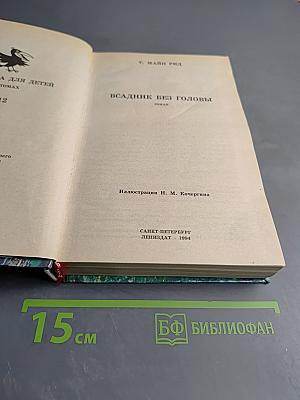 А ДЛЯ ДЕТЕЙ
ТОМАХ
12
Т. МАЙН РИД
ВСАДНИК БЕЗ ГОЛОВЫ
РОМАН
Иллюстрации Н. М. Кочергина
САНКТ-ПЕТЕРБУРГ
ЛЕНИЗДАТ 1994
15 СМ
БФ БИБЛИОФАН